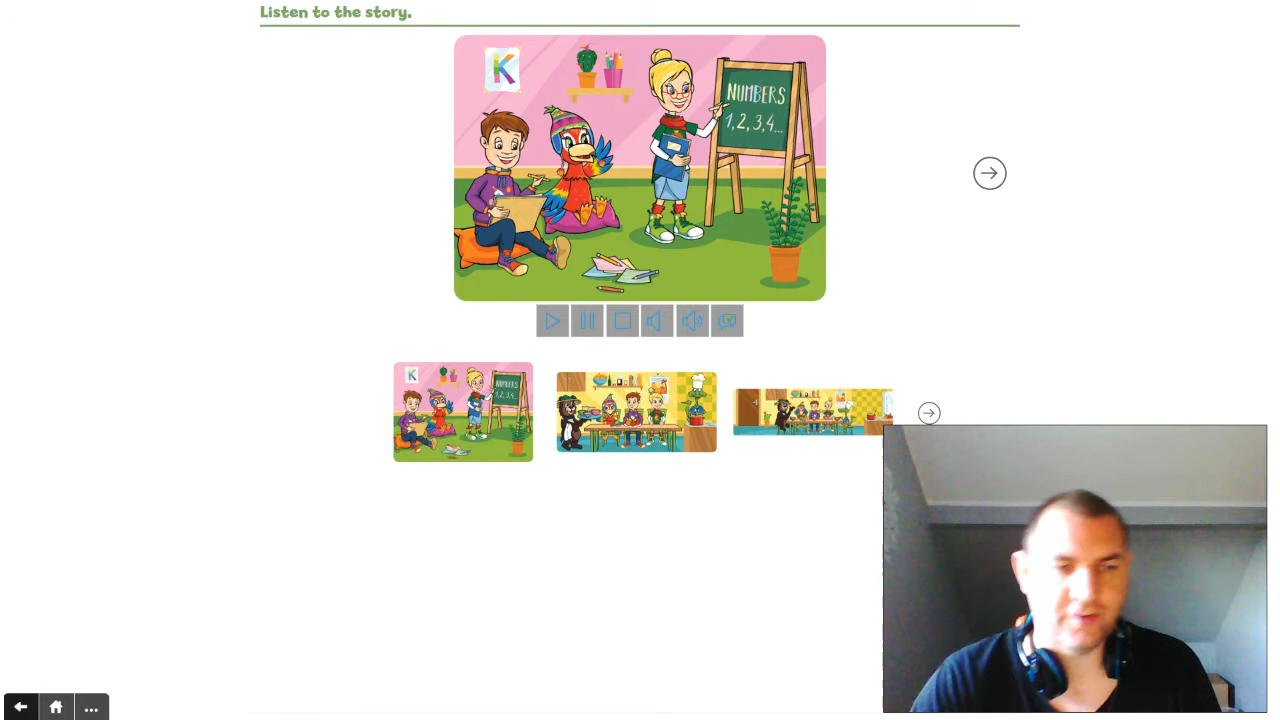 Listen to the story.
K
NUMBERS
1,2,3,4...
K
NUMBERS
1,2,3,4...